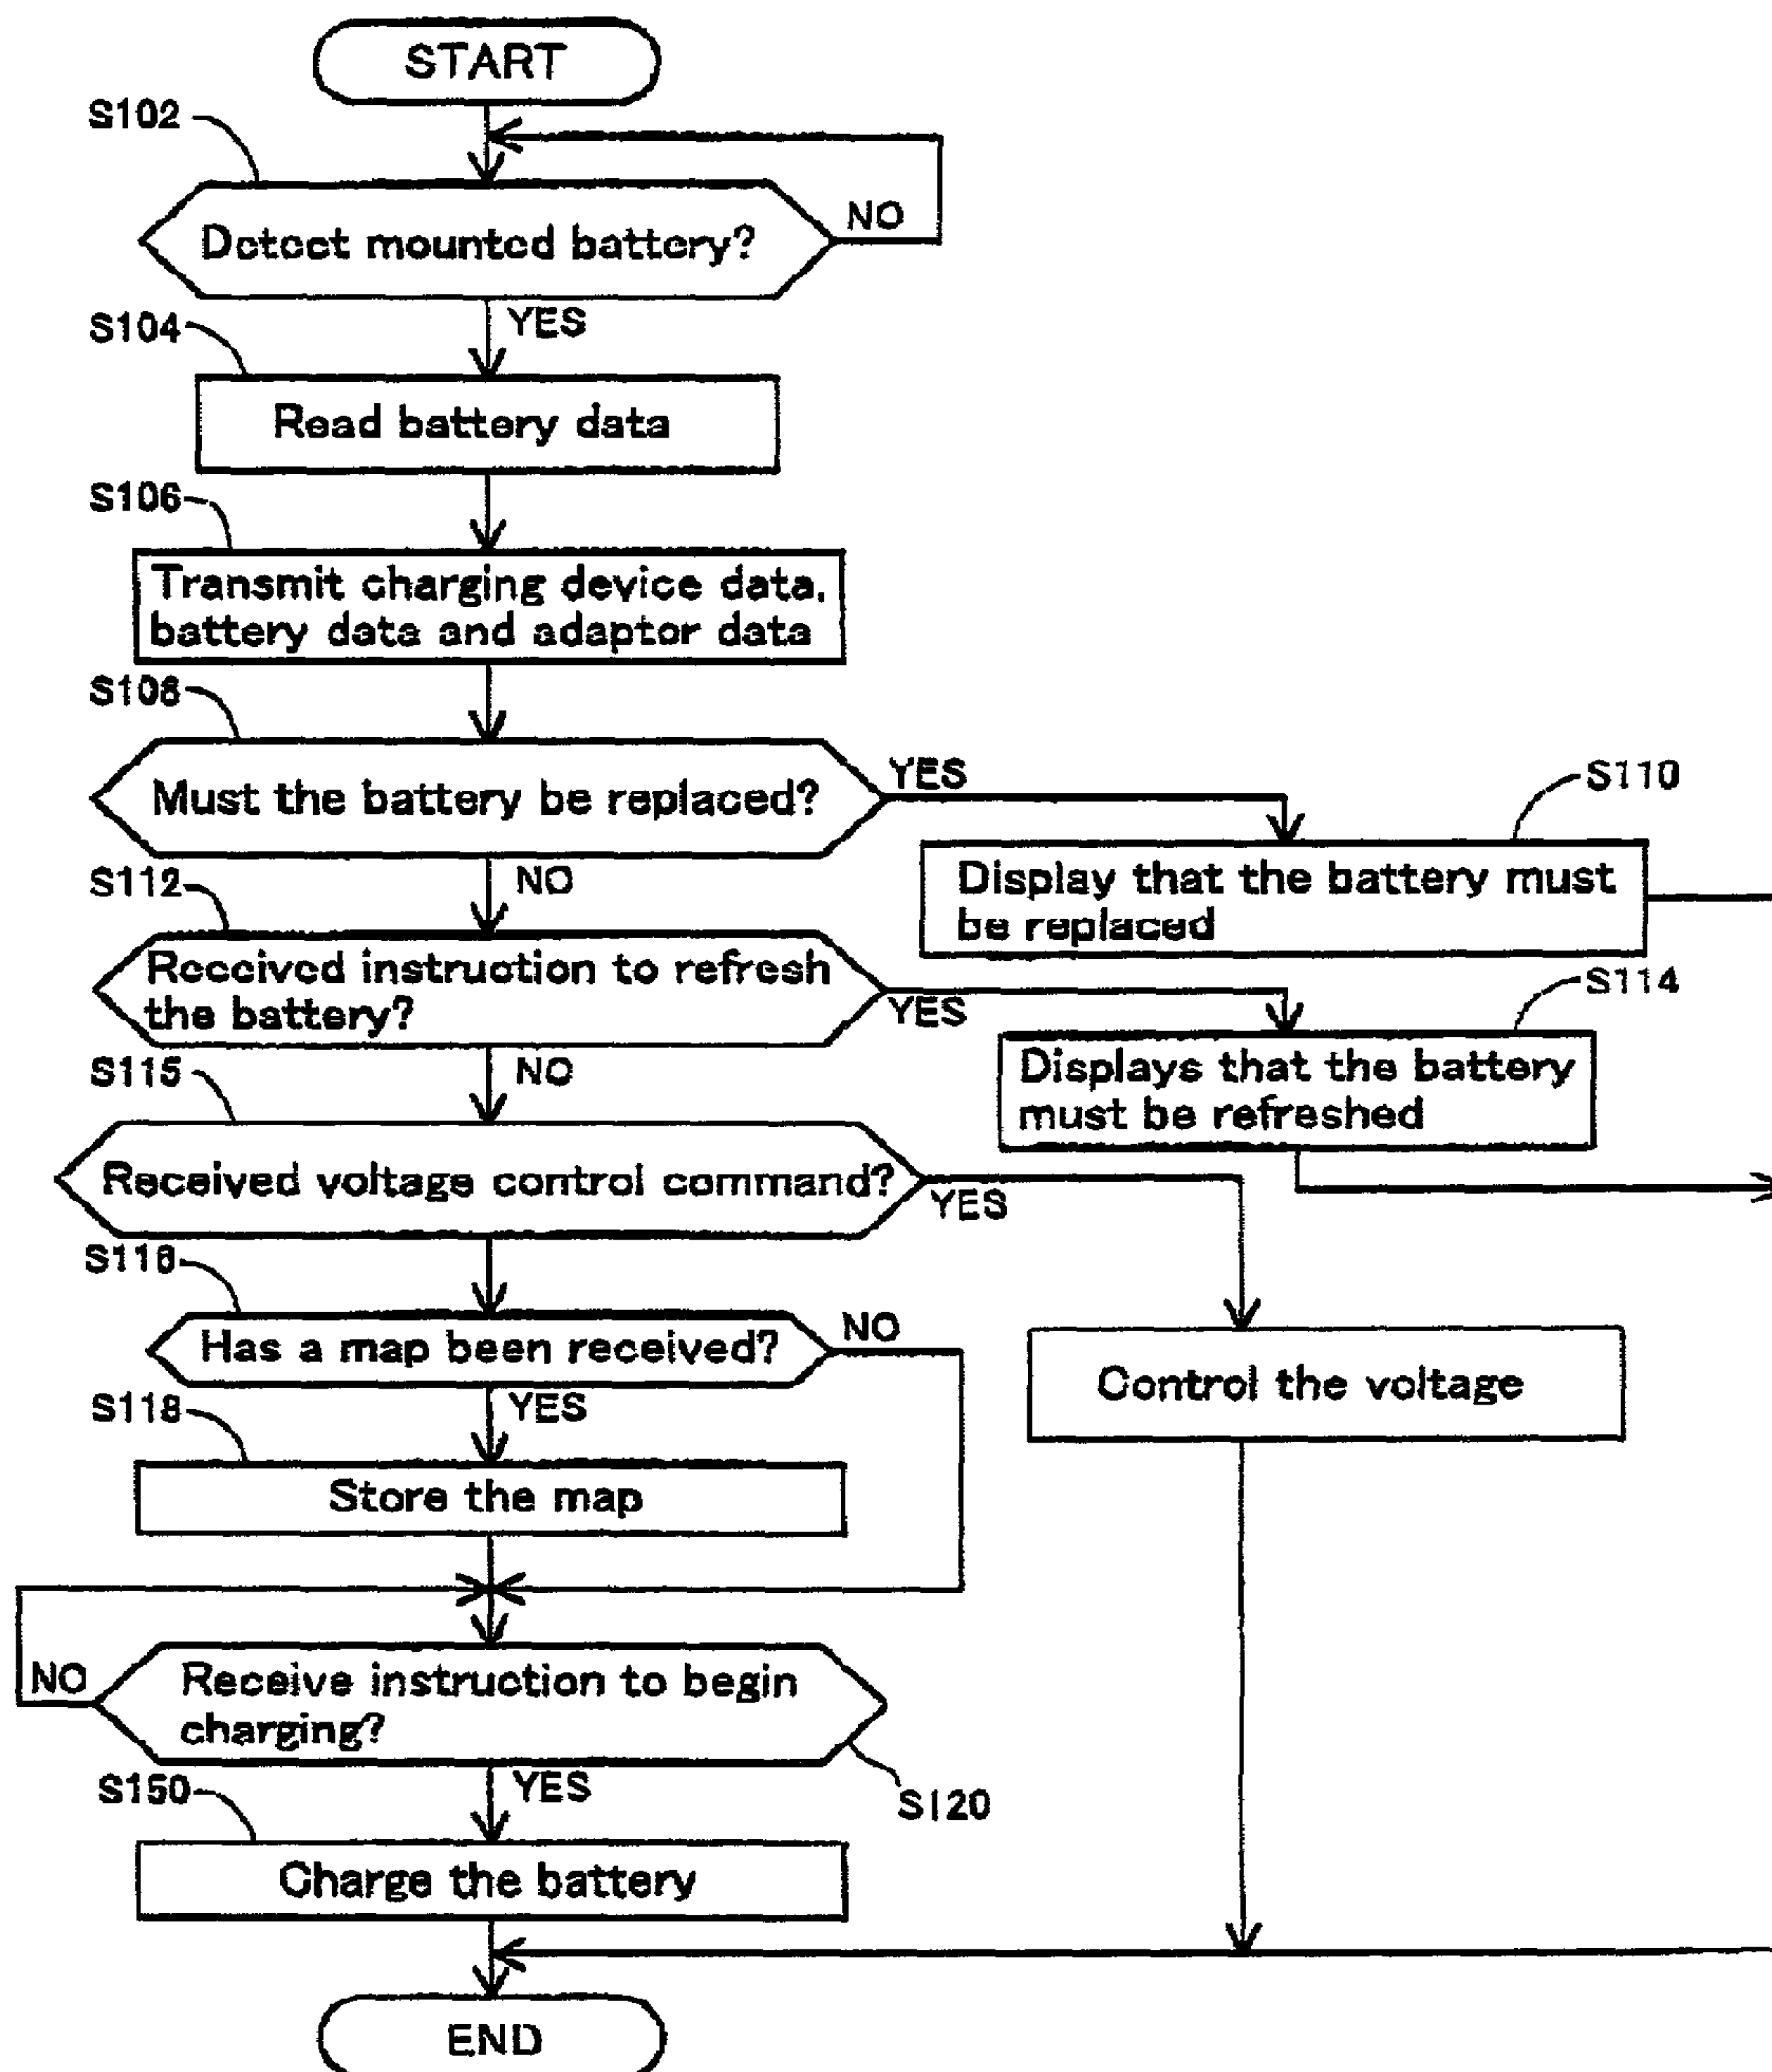 START
S102
NO
Detect mounted battery?
YES
S104
Read battery data
S106
Transmit charging device data,
battery data and adaptor data
S108
YES
S110
Must the battery be replaced?
Display that the battery must
be replaced
NO
S112
Received instruction to refresh
the battery?
YES
S114
Displays that the battery
must be refreshed
NO
S115
Received voltage control command?
YES
S116
Has a map been received?
NO
Control the voltage
YES
S118
Store the map
NO
Receive instruction to begin
charging?
YES
S120
S150
Charge the battery
END